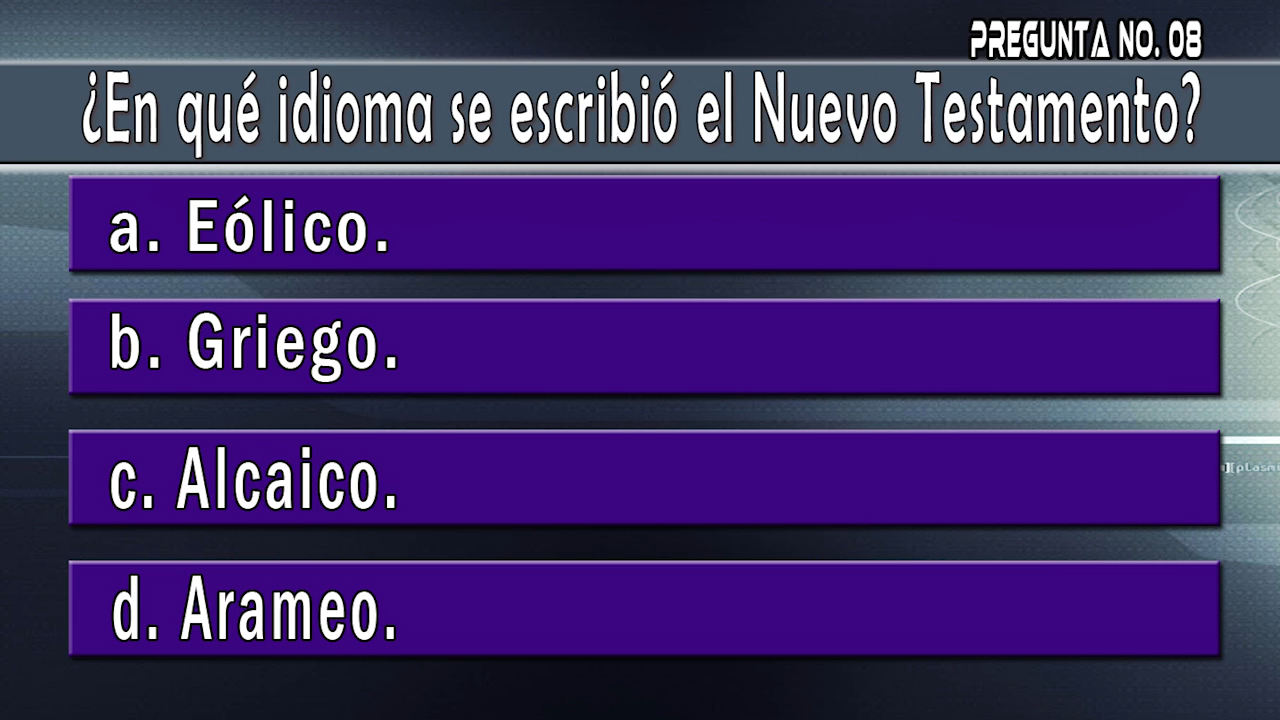 PREGUNTA NO. 08
¿En qué idioma se escribió el Nuevo Testamento?
a. Eólico.
b. Griego.
c. Alcaico.
d. Arameo.